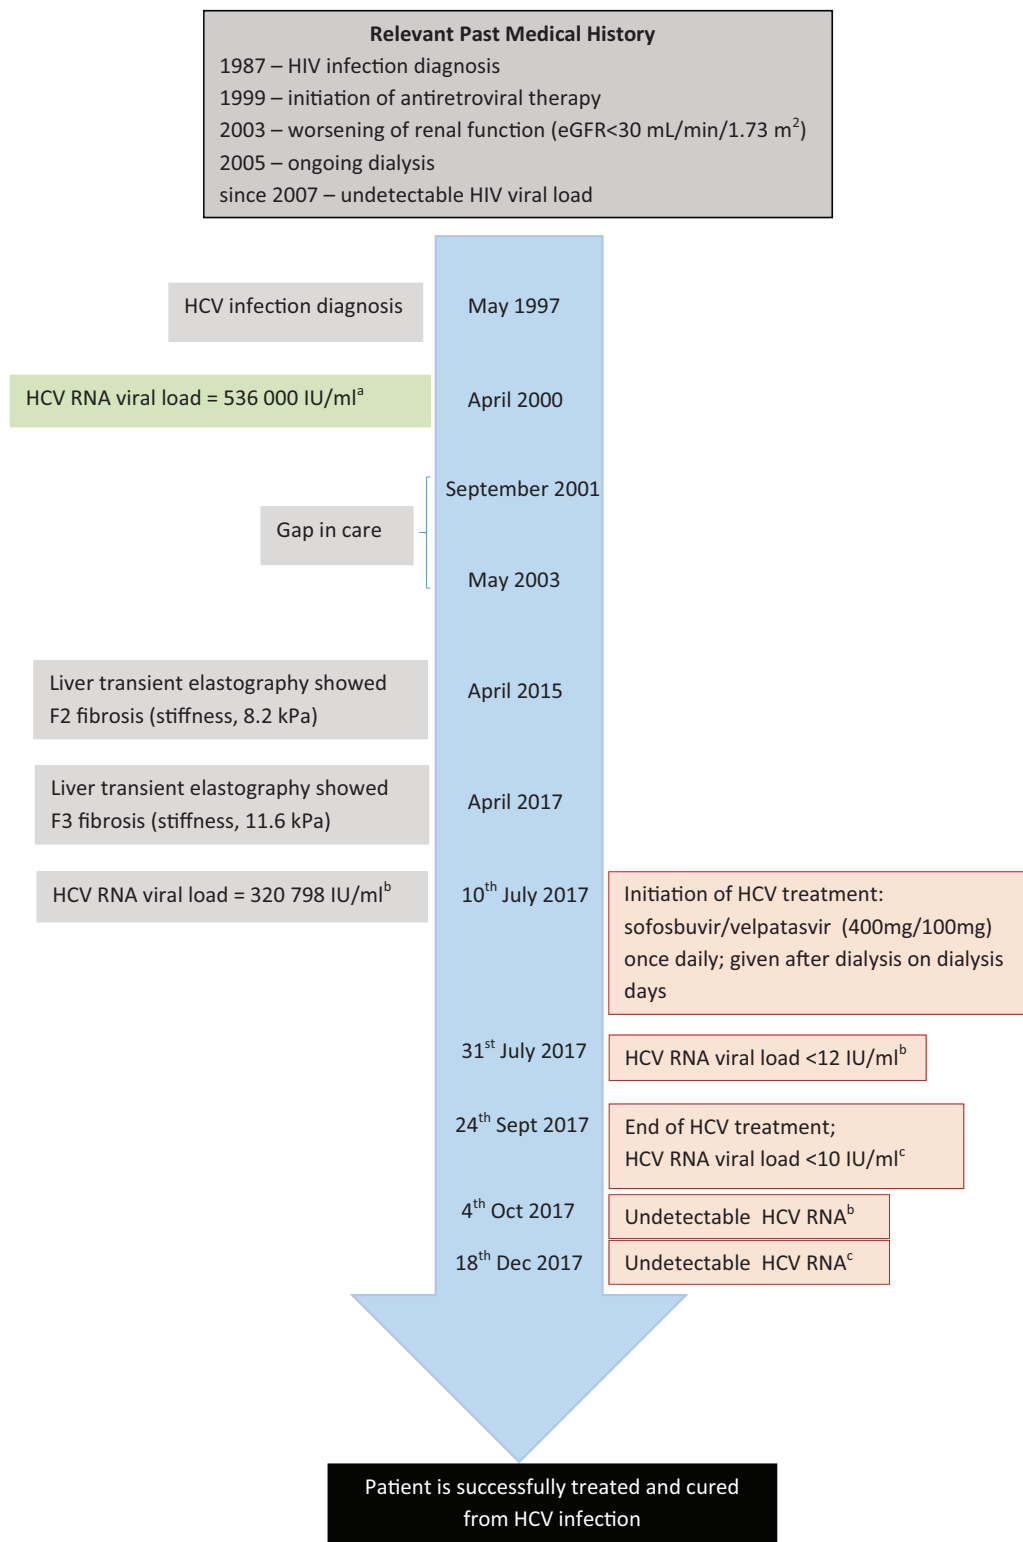 Relevant Past Medical History
1987 – HIV infection diagnosis
1999 – initiation of antiretroviral therapy
2003 – worsening of renal function (eGFR<30 mL/min/1.73 m²)
2005 – ongoing dialysis
since 2007 – undetectable HIV viral load
HCV infection diagnosis
May 1997
HCV RNA viral load = 536 000 IU/mlᵃ
April 2000
September 2001
Gap in care
May 2003
Liver transient elastography showed
F2 fibrosis (stiffness, 8.2 kPa)
April 2015
Liver transient elastography showed
F3 fibrosis (stiffness, 11.6 kPa)
April 2017
HCV RNA viral load = 320 798 IU/mlᵇ
10ᵗʰ July 2017
Initiation of HCV treatment:
sofosbuvir/velpatasvir (400mg/100mg)
once daily; given after dialysis on dialysis
days
31ˢᵗ July 2017
HCV RNA viral load <12 IU/mlᵇ
24ᵗʰ Sept 2017
End of HCV treatment;
HCV RNA viral load <10 IU/mlᶜ
4ᵗʰ Oct 2017
Undetectable HCV RNAᵇ
18ᵗʰ Dec 2017
Undetectable HCV RNAᶜ
Patient is successfully treated and cured
from HCV infection